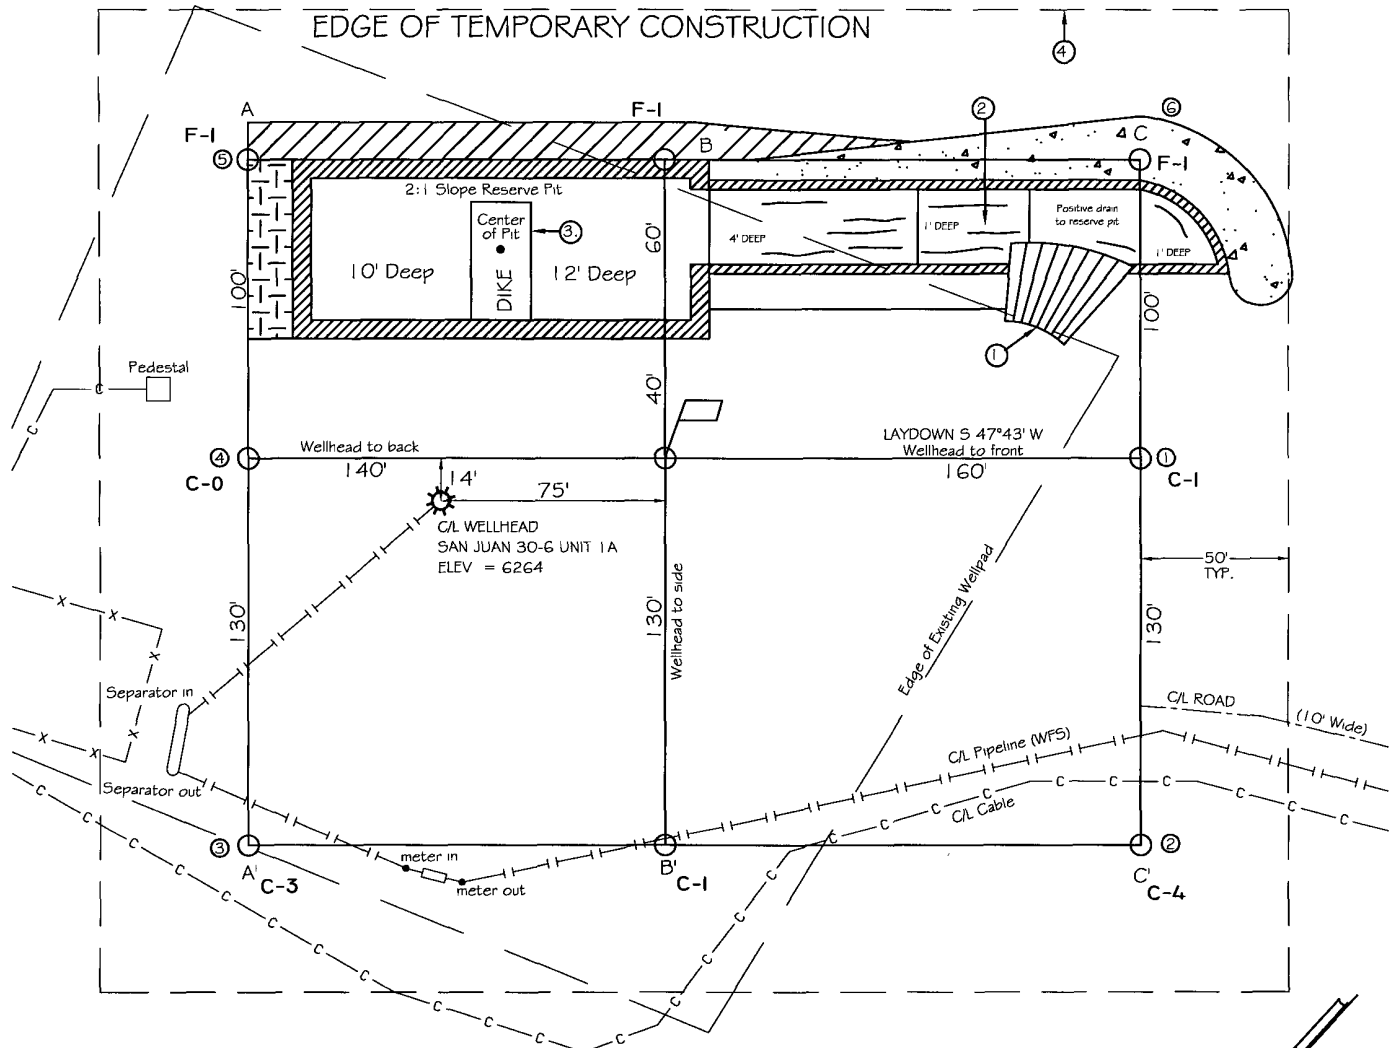 EDGE OF TEMPORARY CONSTRUCTION
4
A
F-1
B
2
6
C
F-1
F-1
5
2:1 Slope Reserve Pit
Center
of Pit
3.
10' Deep
DIKE
12' Deep
60'
4' DEEP
1' DEEP
Positive drain
to reserve pit
1' DEEP
100'
100'
1
Pedestal
C
C
40'
4
Wellhead to back
140'
14'
75'
LAYDOWN S 47°43' W
Wellhead to front
160'
1
C-0
C-1
C/L WELLHEAD
SAN JUAN 30-6 UNIT 1A
ELEV = 6264
50'
TYP.
130'
130'
Wellhead to side
Edge of Existing Wellpad
130'
X X X X X X
Separator in
Separator out
C/L ROAD
(10' Wide)
C/L Pipeline (WFS)
C/L Cable
3
A'
C-3
meter in
meter out
B'
C-1
2
C'
C-4
C C C C C C C C C C C C C C C C C C C C C C C